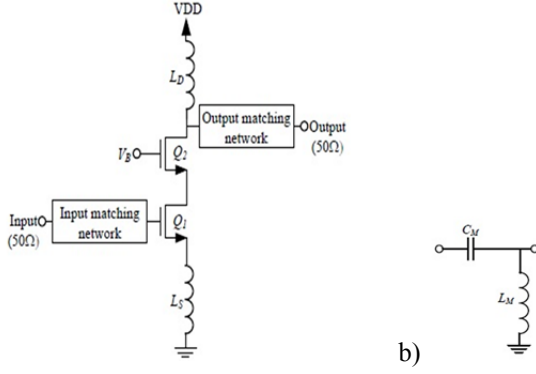 VDD
L_D
Output matching
network
Output
(50Ω)
V_B
Q_2
Input matching
network
Input
(50Ω)
Q_1
L_S
C_M
L_M
b)